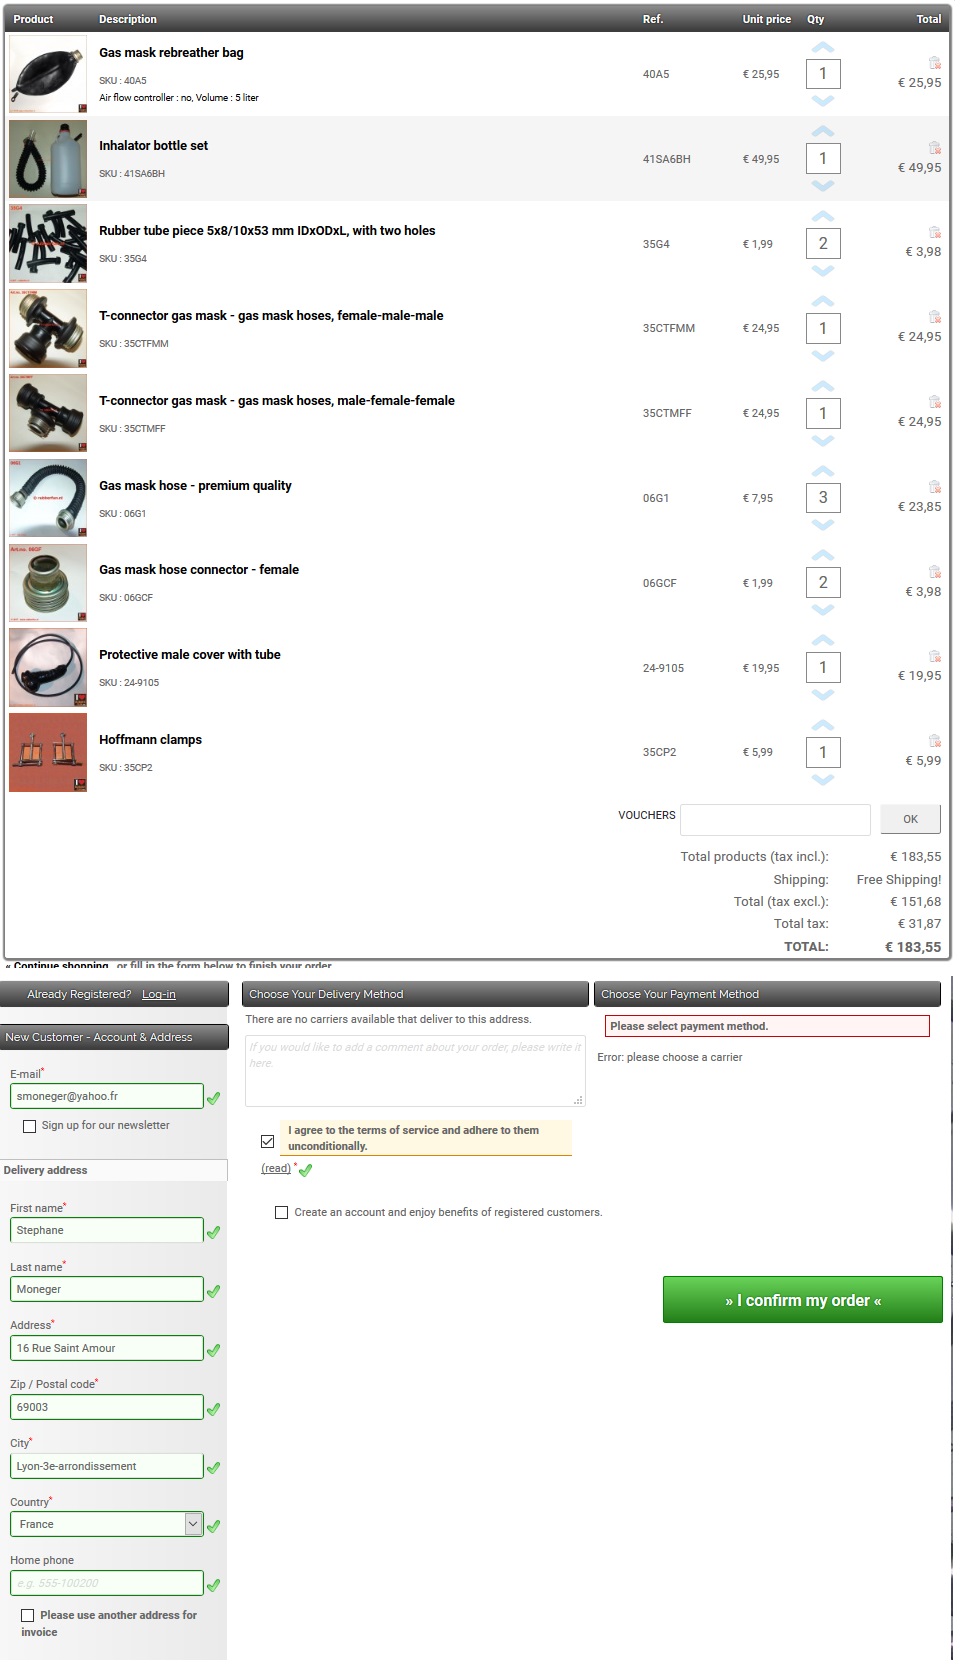 Product Description Ref. Unit price Qty Total
Gas mask rebreather bag
SKU : 40A5
Air flow controller : no, Volume : 5 liter
40A5 € 25,95 1 € 25,95
Inhalator bottle set
SKU : 41SA6BH
41SA6BH € 49,95 1 € 49,95
Rubber tube piece 5x8/10x53 mm IDxODxL, with two holes
SKU : 35G4
35G4 € 1,99 2 € 3,98
T-connector gas mask - gas mask hoses, female-male-male
SKU : 35CTFMM
35CTFMM € 24,95 1 € 24,95
T-connector gas mask - gas mask hoses, male-female-female
SKU : 35CTMFF
35CTMFF € 24,95 1 € 24,95
Gas mask hose - premium quality
SKU : 06G1
06G1 € 7,95 3 € 23,85
Gas mask hose connector - female
SKU : 06GCF
06GCF € 1,99 2 € 3,98
Protective male cover with tube
SKU : 24-9105
24-9105 € 19,95 1 € 19,95
Hoffmann clamps
SKU : 35CP2
35CP2 € 5,99 1 € 5,99
VOUCHERS OK
Total products (tax incl.): € 183,55
Shipping: Free Shipping!
Total (tax excl.): € 151,68
Total tax: € 31,87
TOTAL: € 183,55
« Continue shopping or fill in the form below to finish your order
Already Registered? Log-in
New Customer - Account & Address
E-mail*
smoneger@yahoo.fr
Sign up for our newsletter
Delivery address
First name*
Stephane
Last name*
Moneger
Address*
16 Rue Saint Amour
Zip / Postal code*
69003
City*
Lyon-3e-arrondissement
Country*
France
Home phone
e.g. 555-100200
Please use another address for
invoice
Choose Your Delivery Method
There are no carriers available that deliver to this address.
If you would like to add a comment about your order, please write it
here.
I agree to the terms of service and adhere to them
unconditionally.
(read) *
Create an account and enjoy benefits of registered customers.
Choose Your Payment Method
Please select payment method.
Error: please choose a carrier
» I confirm my order «